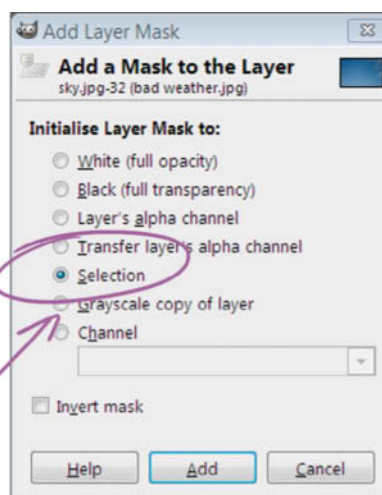 Add Layer Mask
Add a Mask to the Layer
sky.jpg-32 (bad weather.jpg)
Initialise Layer Mask to:
White (full opacity)
Black (full transparency)
Layer's alpha channel
Transfer layer's alpha channel
Selection
Grayscale copy of layer
Channel
Invert mask
Help Add Cancel